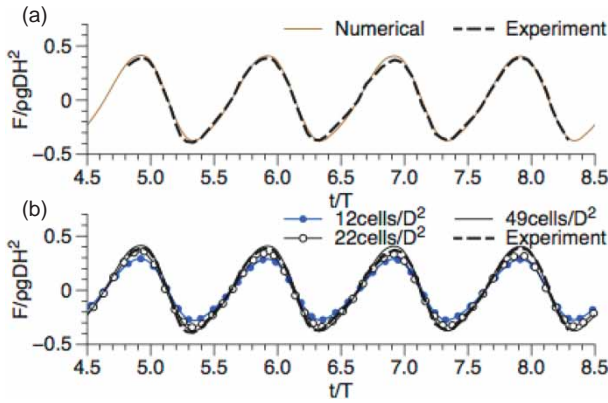 (a)
Numerical
Experiment
F/ρgDH²
0.5
0
−0.5
4.5 5.0 5.5 6.0 6.5 7.0 7.5 8.0 8.5
t/T
(b)
12cells/D²
49cells/D²
22cells/D²
Experiment
F/ρgDH²
0.5
0
-0.5
4.5 5.0 5.5 6.0 6.5 7.0 7.5 8.0 8.5
t/T